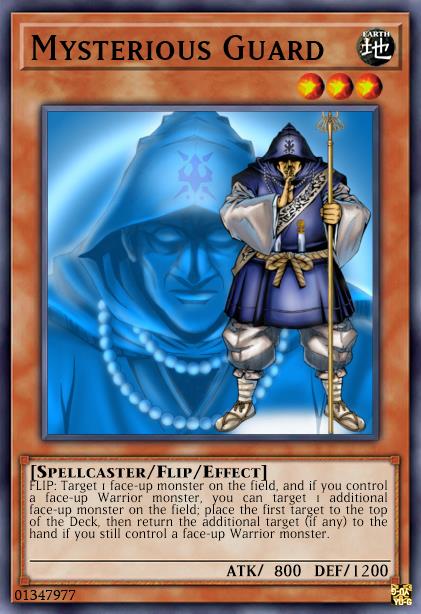 MYSTERIOUS GUARD
EARTH
地
[SPELLCASTER/FLIP/EFFECT]
FLIP: Target 1 face-up monster on the field, and if you control
a face-up Warrior monster, you can target 1 additional
face-up monster on the field; place the first target to the top
of the Deck, then return the additional target (if any) to the
hand if you still control a face-up Warrior monster.
ATK/ 800 DEF/1200
01347977